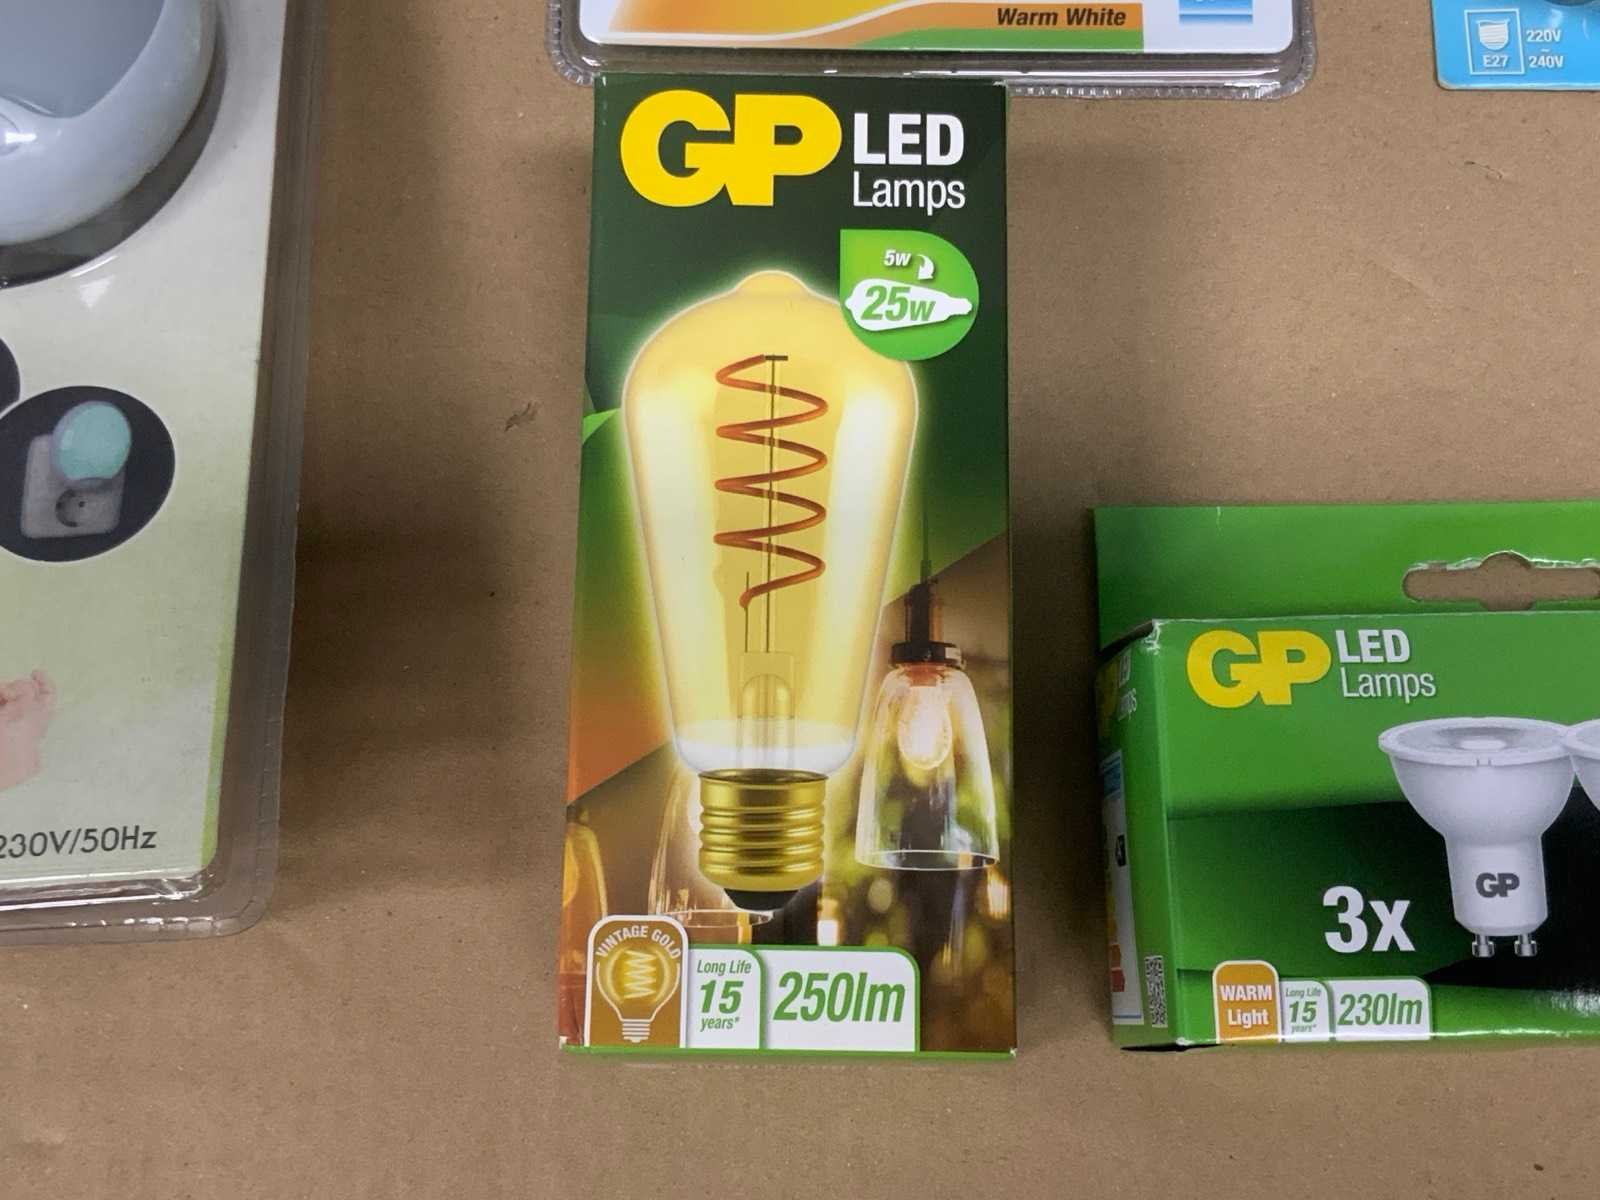 Warm White
E27
220V
~
240V
GP LED
Lamps
5w
25w
VINTAGE GOLD
Long Life
15
years*
250lm
230V/50Hz
GP LED
Lamps
GP
3x
WARM
Light
Long Life
15
years*
230lm